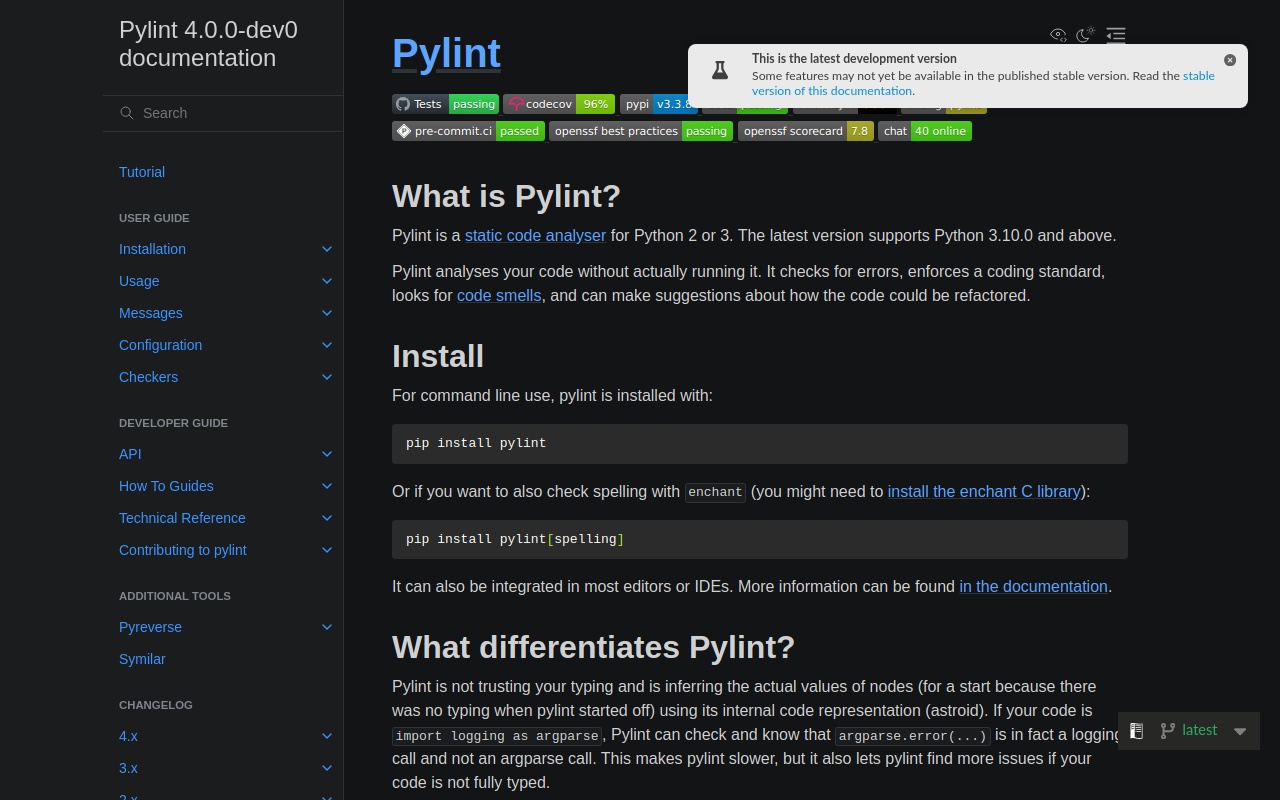 Pylint 4.0.0-dev0
documentation
Search
Tutorial
USER GUIDE
Installation
Usage
Messages
Configuration
Checkers
DEVELOPER GUIDE
API
How To Guides
Technical Reference
Contributing to pylint
ADDITIONAL TOOLS
Pyreverse
Symilar
CHANGELOG
4.x
3.x
Pylint
This is the latest development version
Some features may not yet be available in the published stable version. Read the stable
version of this documentation.
Tests passing codecov 96% pypi
pre-commit.ci passed openssf best practices passing openssf scorecard 7.8 chat 40 online
What is Pylint?
Pylint is a static code analyser for Python 2 or 3. The latest version supports Python 3.10.0 and above.
Pylint analyses your code without actually running it. It checks for errors, enforces a coding standard,
looks for code smells, and can make suggestions about how the code could be refactored.
Install
For command line use, pylint is installed with:
pip install pylint
Or if you want to also check spelling with enchant (you might need to install the enchant C library):
pip install pylint[spelling]
It can also be integrated in most editors or IDEs. More information can be found in the documentation.
What differentiates Pylint?
Pylint is not trusting your typing and is inferring the actual values of nodes (for a start because there
was no typing when pylint started off) using its internal code representation (astroid). If your code is
import logging as argparse, Pylint can check and know that argparse.error(...) is in fact a logging
call and not an argparse call. This makes pylint slower, but it also lets pylint find more issues if your
code is not fully typed.
latest